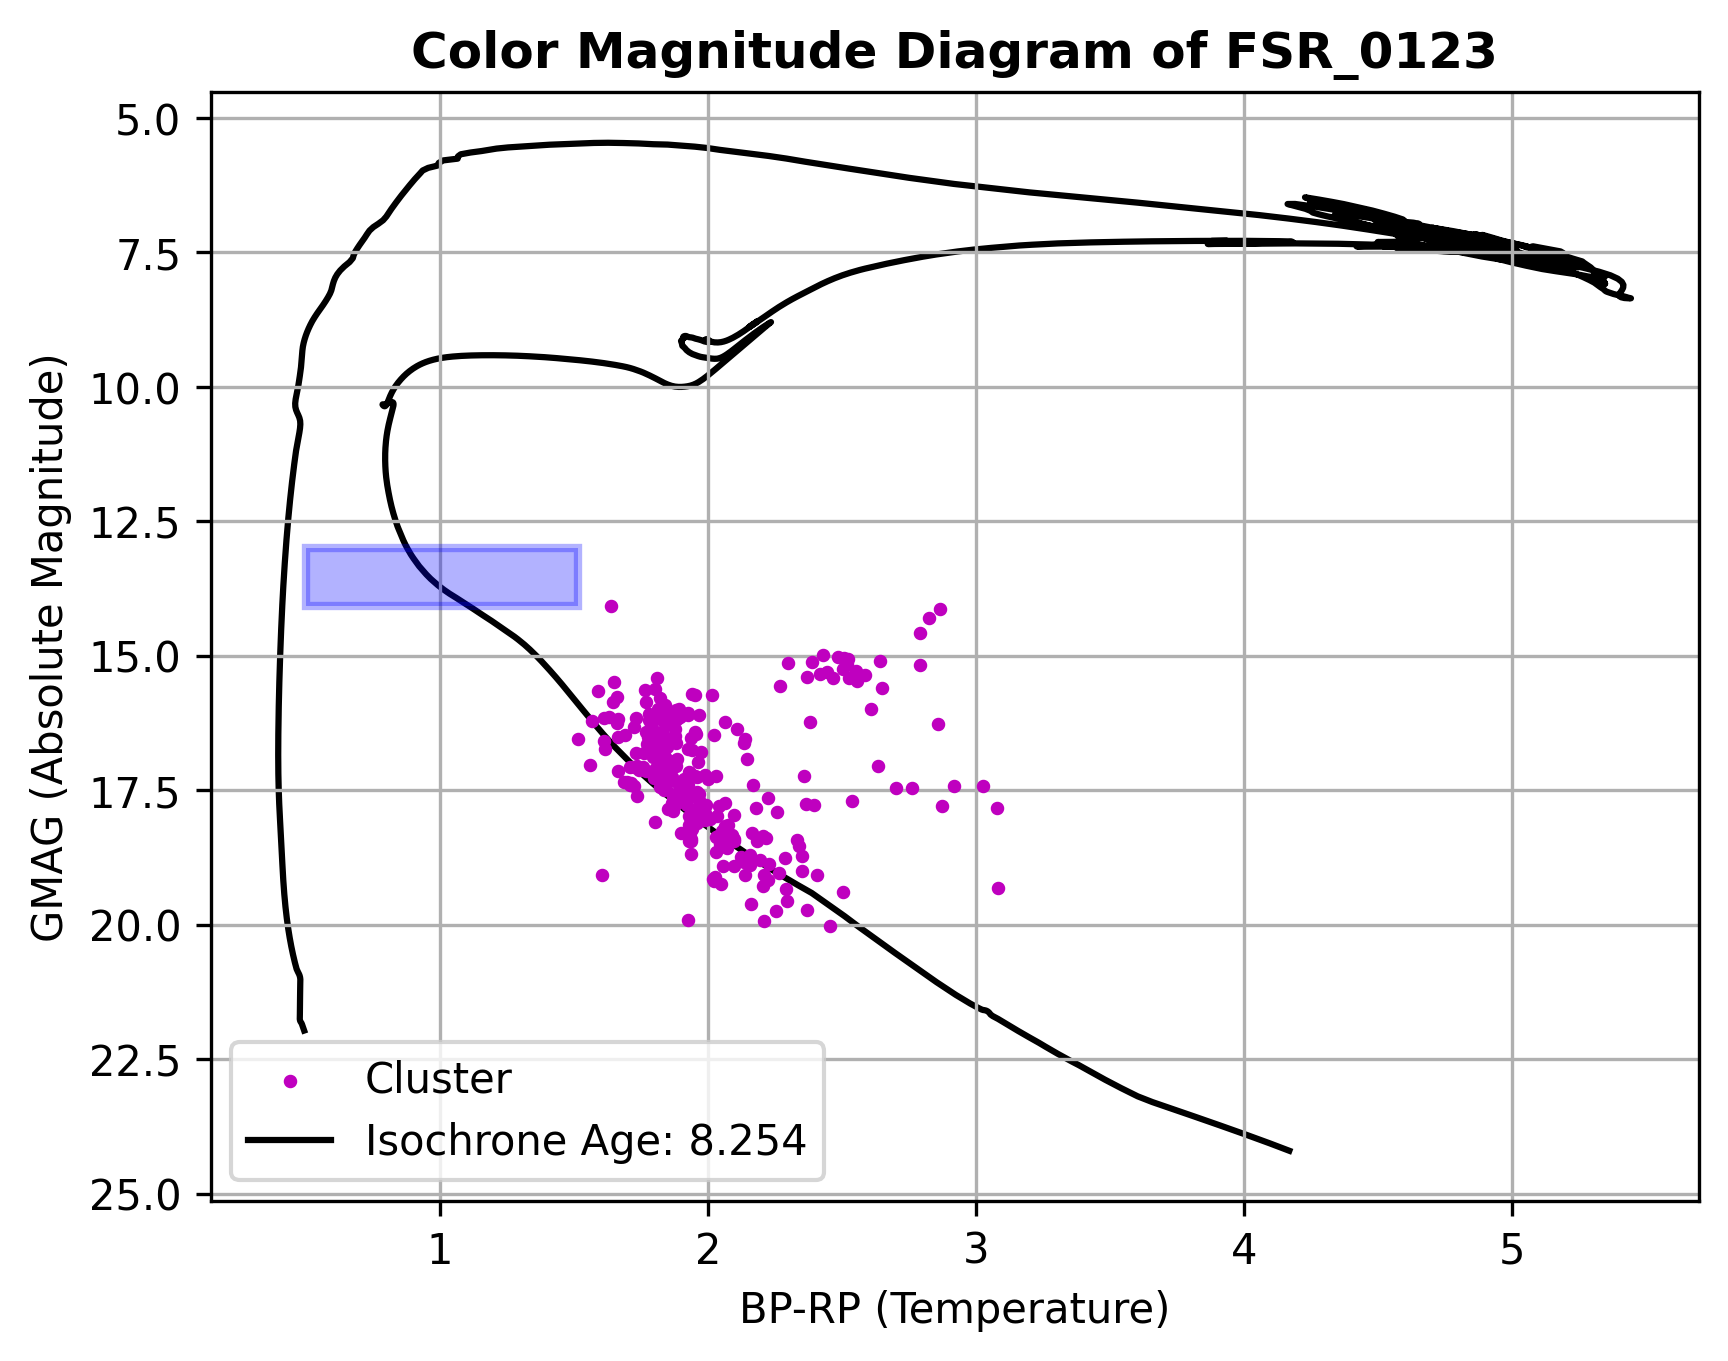 Color Magnitude Diagram of FSR_0123
GMAG (Absolute Magnitude)
5.0
7.5
10.0
12.5
15.0
17.5
20.0
22.5
25.0
Cluster
Isochrone Age: 8.254
1 2 3 4 5
BP-RP (Temperature)